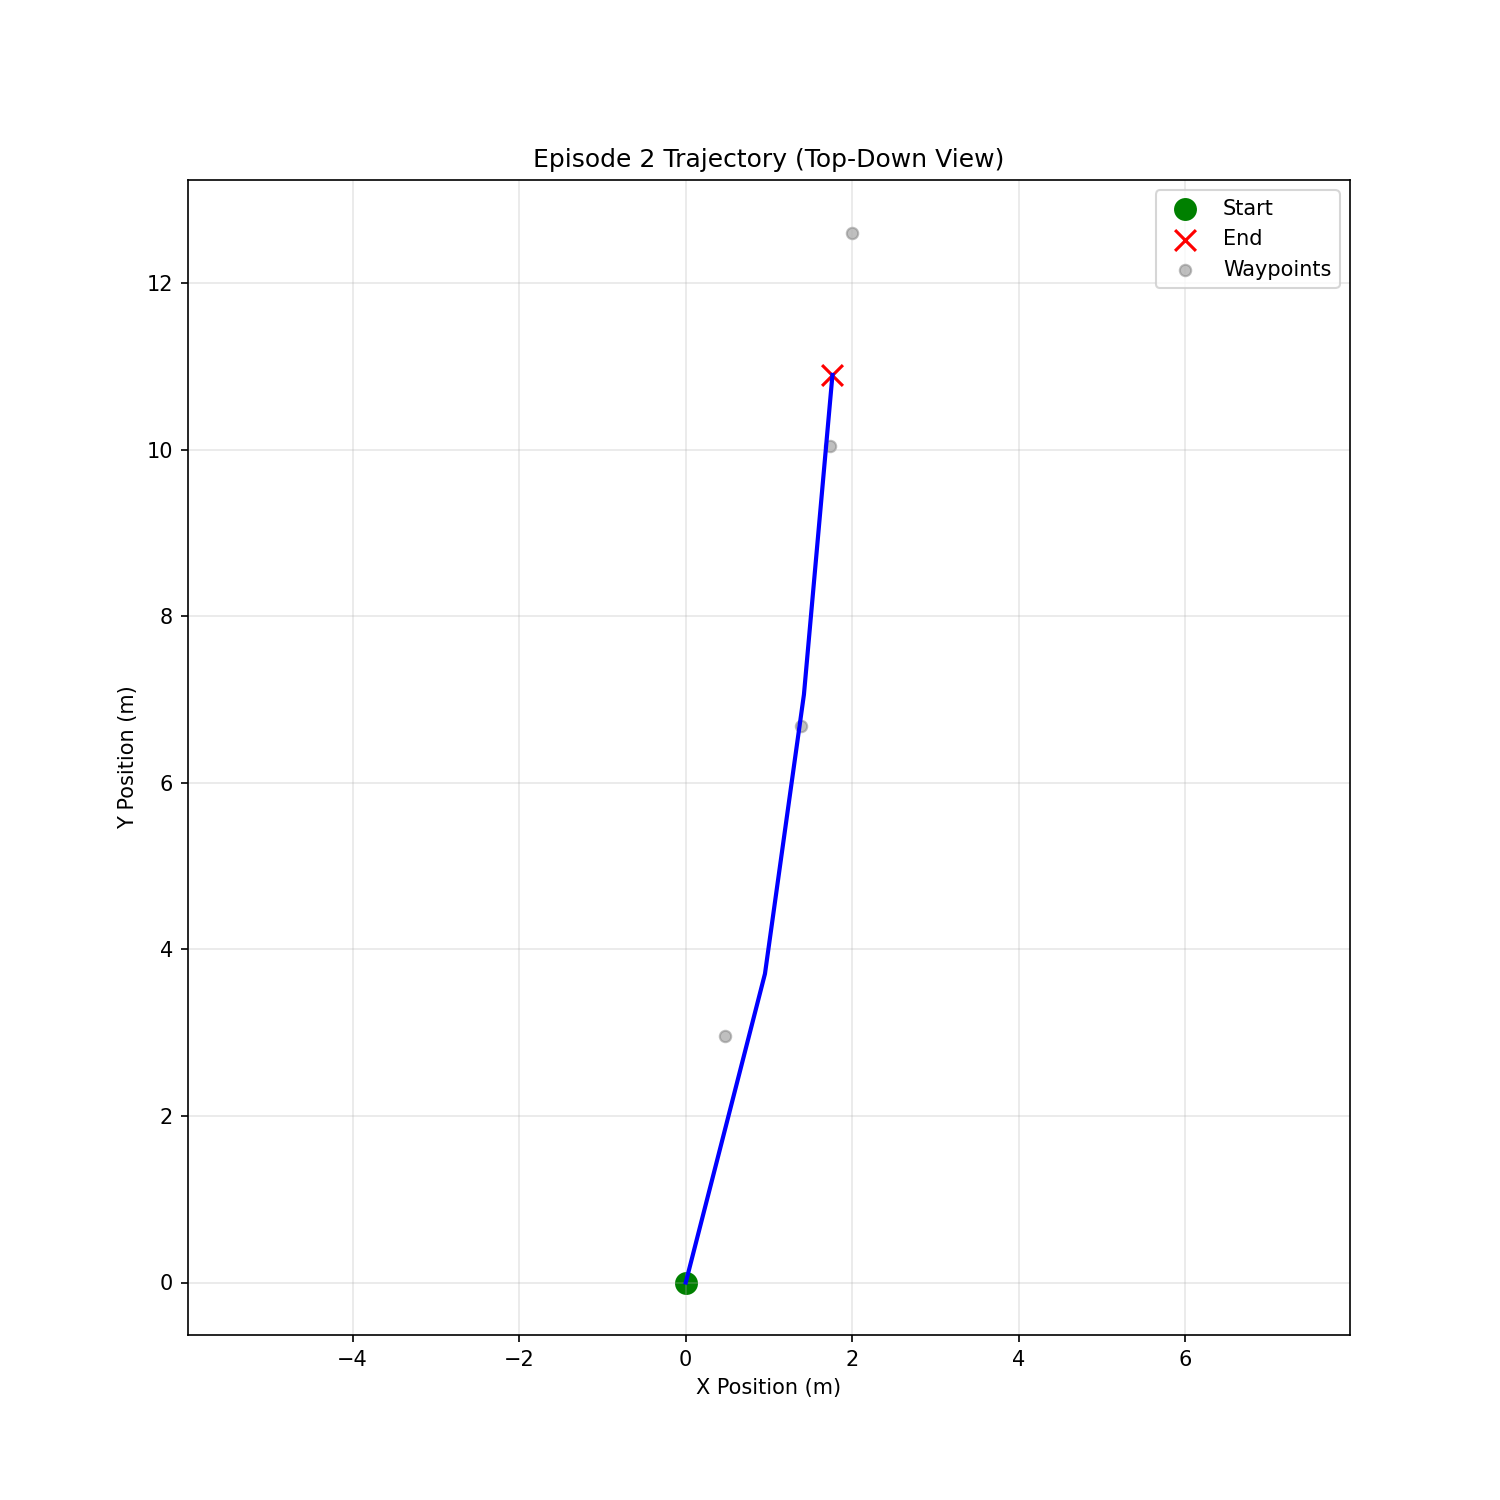 Episode 2 Trajectory (Top-Down View)
Start
End
Waypoints
12
10
8
6
4
2
0
Y Position (m)
−4
−2
0
2
4
6
X Position (m)